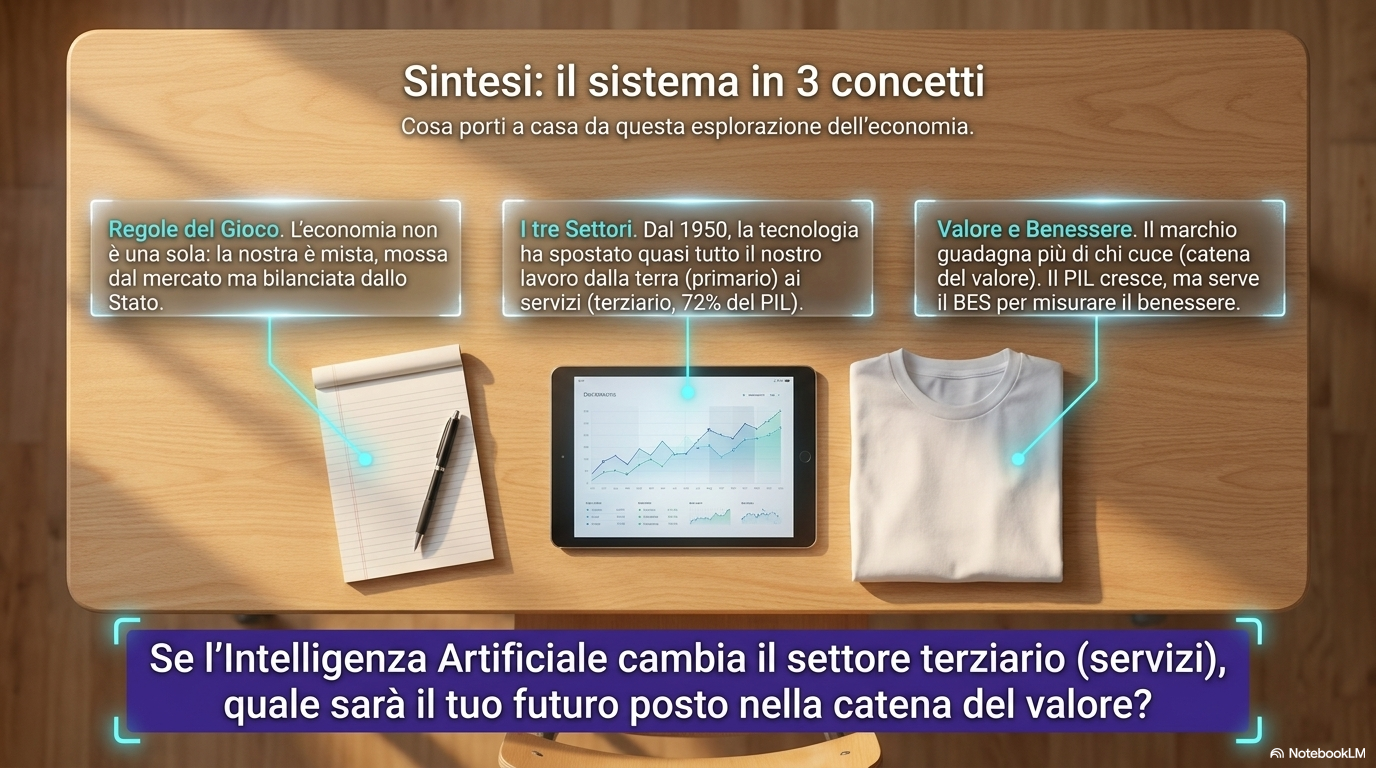 Sintesi: il sistema in 3 concetti
Cosa porti a casa da questa esplorazione dell'economia.
Regole del Gioco. L'economia non
è una sola: la nostra è mista, mossa
dal mercato ma bilanciata dallo
Stato.
I tre Settori. Dal 1950, la tecnologia
ha spostato quasi tutto il nostro
lavoro dalla terra (primario) ai
servizi (terziario, 72% del PIL).
Valore e Benessere. Il marchio
guadagna più di chi cuce (catena
del valore). Il PIL cresce, ma serve
il BES per misurare il benessere.
Se l'Intelligenza Artificiale cambia il settore terziario (servizi),
quale sarà il tuo futuro posto nella catena del valore?
NotebookLM